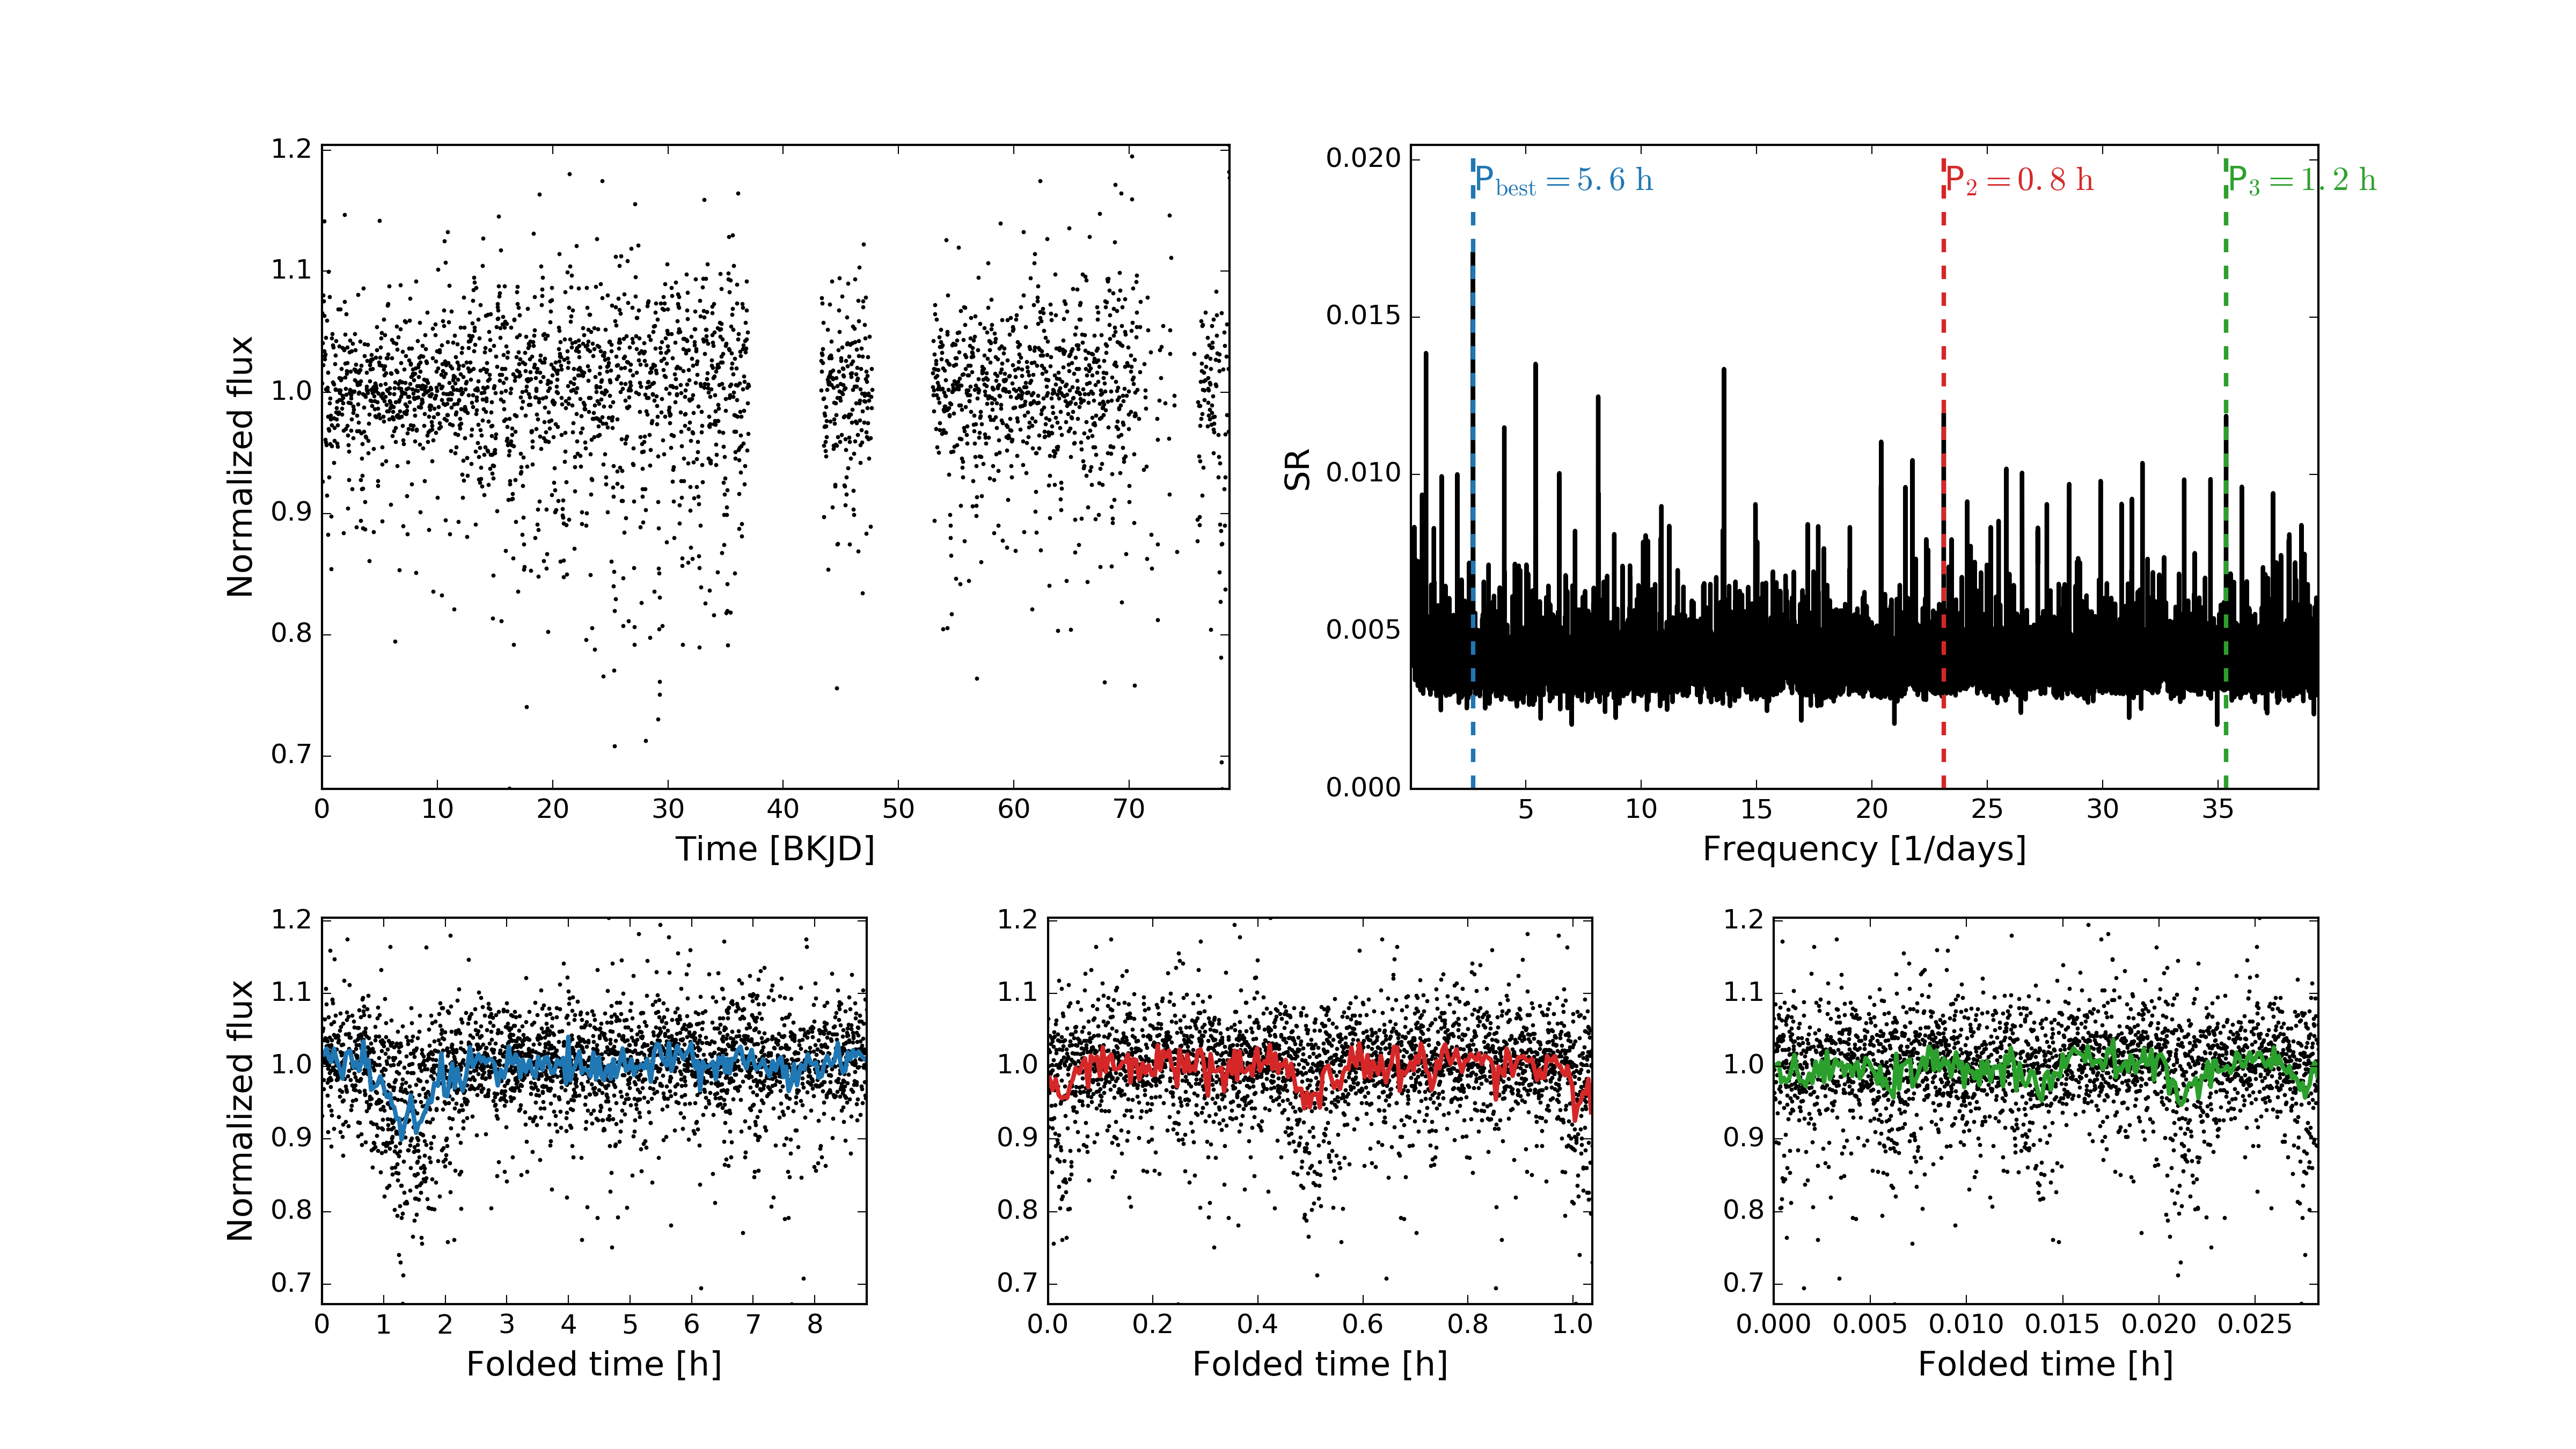 1.2
1.1
1.0
0.9
0.8
0.7
Normalized flux
0 10 20 30 40 50 60 70
Time [BKJD]
0.020
0.015
0.010
0.005
0.000
SR
P_best = 5.6 h
P_2 = 0.8 h
P_3 = 1.2 h
5 10 15 20 25 30 35
Frequency [1/days]
1.2
1.1
1.0
0.9
0.8
0.7
Normalized flux
0 1 2 3 4 5 6 7 8
Folded time [h]
1.2
1.1
1.0
0.9
0.8
0.7
0.0 0.2 0.4 0.6 0.8 1.0
Folded time [h]
1.2
1.1
1.0
0.9
0.8
0.7
0.000 0.005 0.010 0.015 0.020 0.025
Folded time [h]